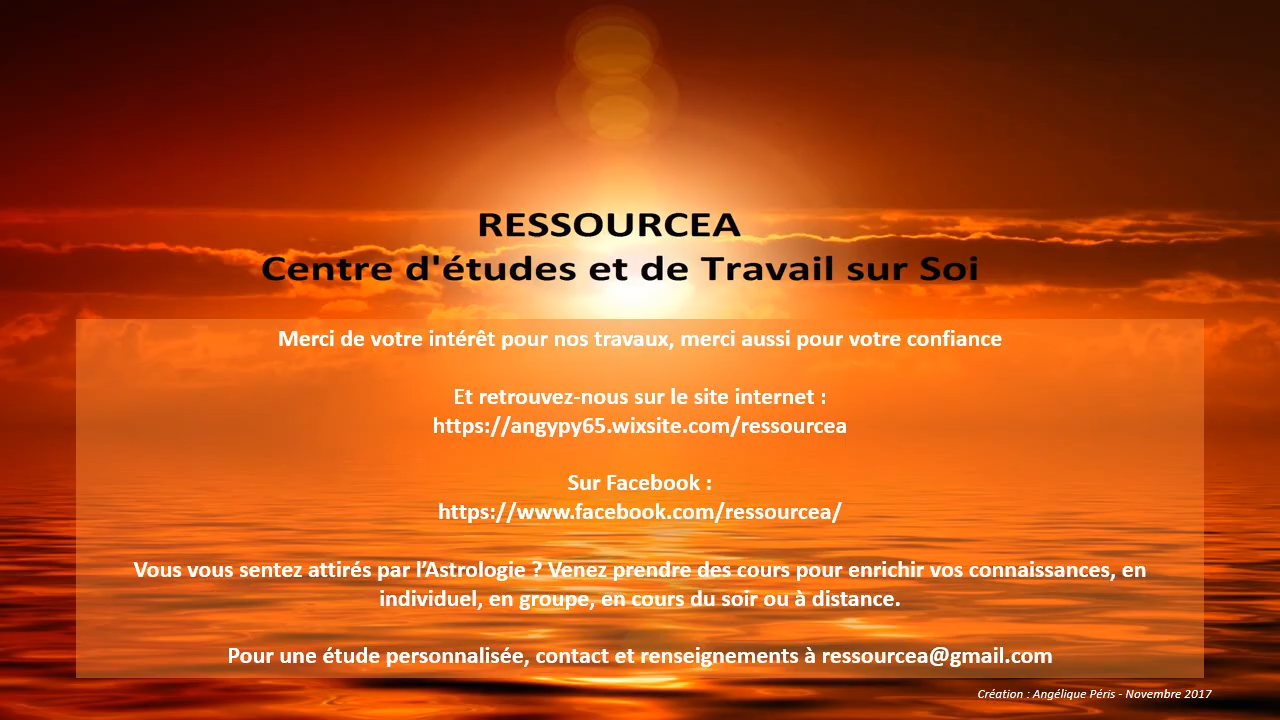 RESSOURCEA
Centre d'études et de Travail sur Soi
Merci de votre intérêt pour nos travaux, merci aussi pour votre confiance
Et retrouvez-nous sur le site internet :
https://angypy65.wixsite.com/ressourcea
Sur Facebook :
https://www.facebook.com/ressourcea/
Vous vous sentez attirés par l’Astrologie ? Venez prendre des cours pour enrichir vos connaissances, en
individuel, en groupe, en cours du soir ou à distance.
Pour une étude personnalisée, contact et renseignements à ressourcea@gmail.com
Création : Angélique Péris - Novembre 2017